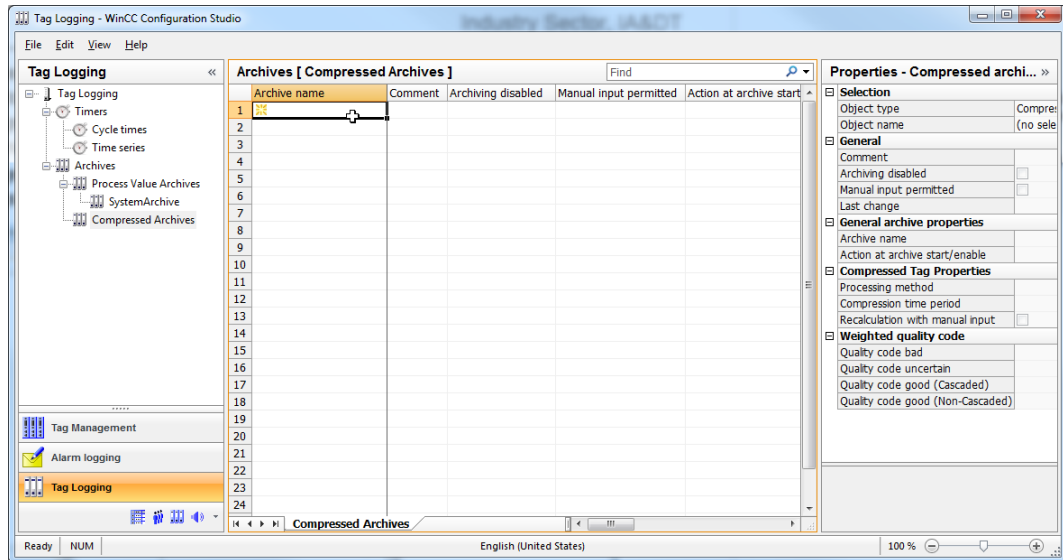 Industry Sector, IA&DT
Tag Logging - WinCC Configuration Studio
File Edit View Help
Tag Logging «
Tag Logging
Timers
Cycle times
Time series
Archives
Process Value Archives
SystemArchive
Compressed Archives
Tag Management
Alarm logging
Tag Logging
Archives [ Compressed Archives ]
Find
Archive name Comment Archiving disabled Manual input permitted Action at archive start
1
2
3
4
5
6
7
8
9
10
11
12
13
14
15
16
17
18
19
20
21
22
23
24
Compressed Archives
Properties - Compressed archi... »
Selection
Object type Compres
Object name (no sele
General
Comment
Archiving disabled
Manual input permitted
Last change
General archive properties
Archive name
Action at archive start/enable
Compressed Tag Properties
Processing method
Compression time period
Recalculation with manual input
Weighted quality code
Quality code bad
Quality code uncertain
Quality code good (Cascaded)
Quality code good (Non-Cascaded)
Ready NUM English (United States) 100 %